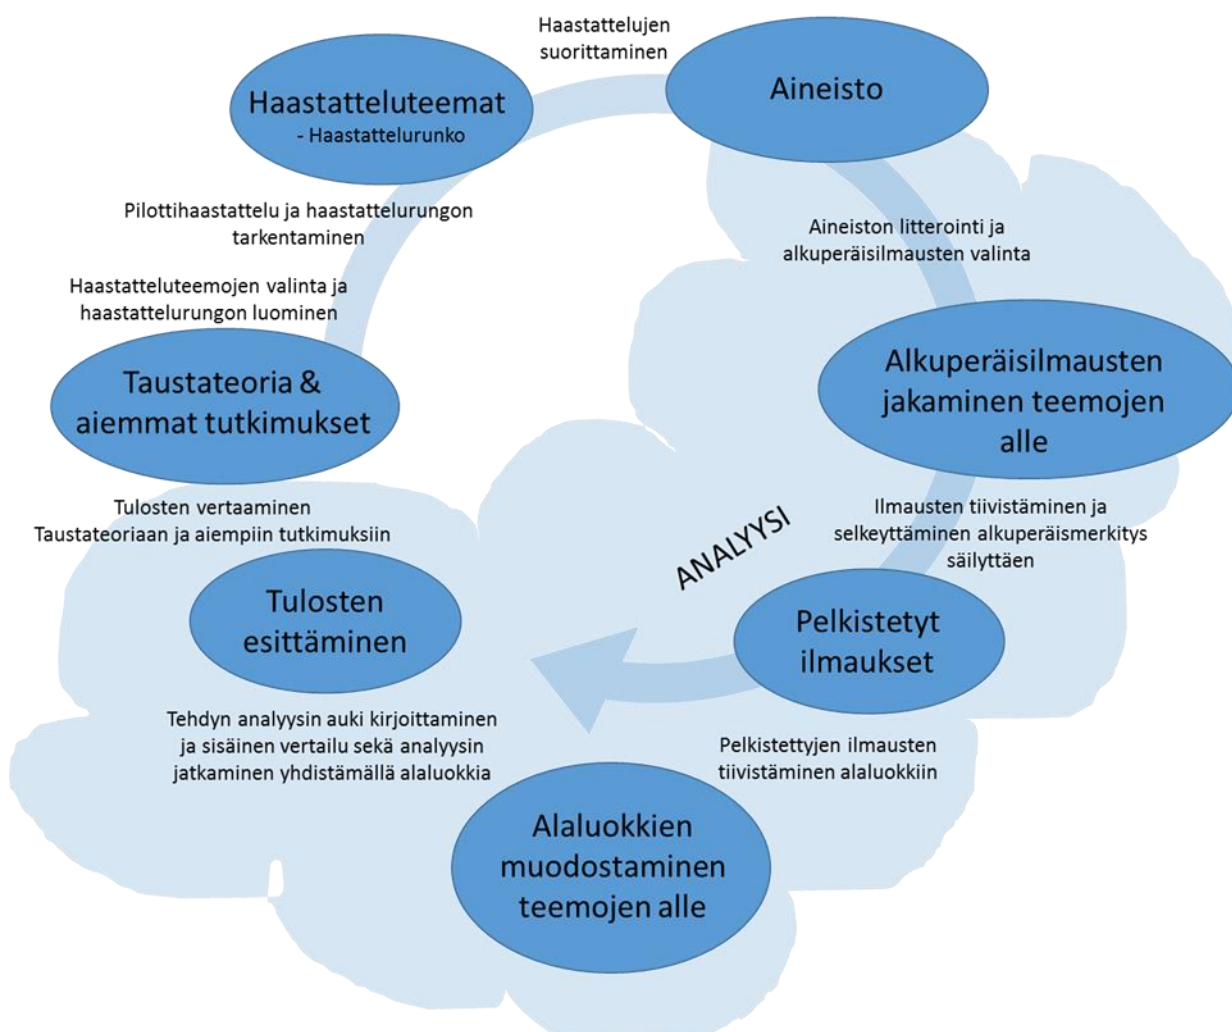 Haastattelujen
suorittaminen
Aineisto
Haastatteluteemat
- Haastattelurunko
Pilottihaastattelu ja haastattelurungon
tarkentaminen
Aineiston litterointi ja
alkuperäisilmausten valinta
Haastatteluteemojen valinta ja
haastattelurungon luominen
Taustateoria &
aiemmat tutkimukset
Alkuperäisilmausten
jakaminen teemojen
alle
Tulosten vertaaminen
Taustateoriaan ja aiempiin tutkimuksiin
ANALYYSI
Ilmausten tiivistäminen ja
selkeyttäminen alkuperäismerkitys
säilyttäen
Tulosten
esittäminen
Pelkistetyt
ilmaukset
Tehdyn analyysin auki kirjoittaminen
ja sisäinen vertailu sekä analyysin
jatkaminen yhdistämällä alaluokkia
Pelkistettyjen ilmausten
tiivistäminen alaluokkiin
Alaluokkien
muodostaminen
teemojen alle